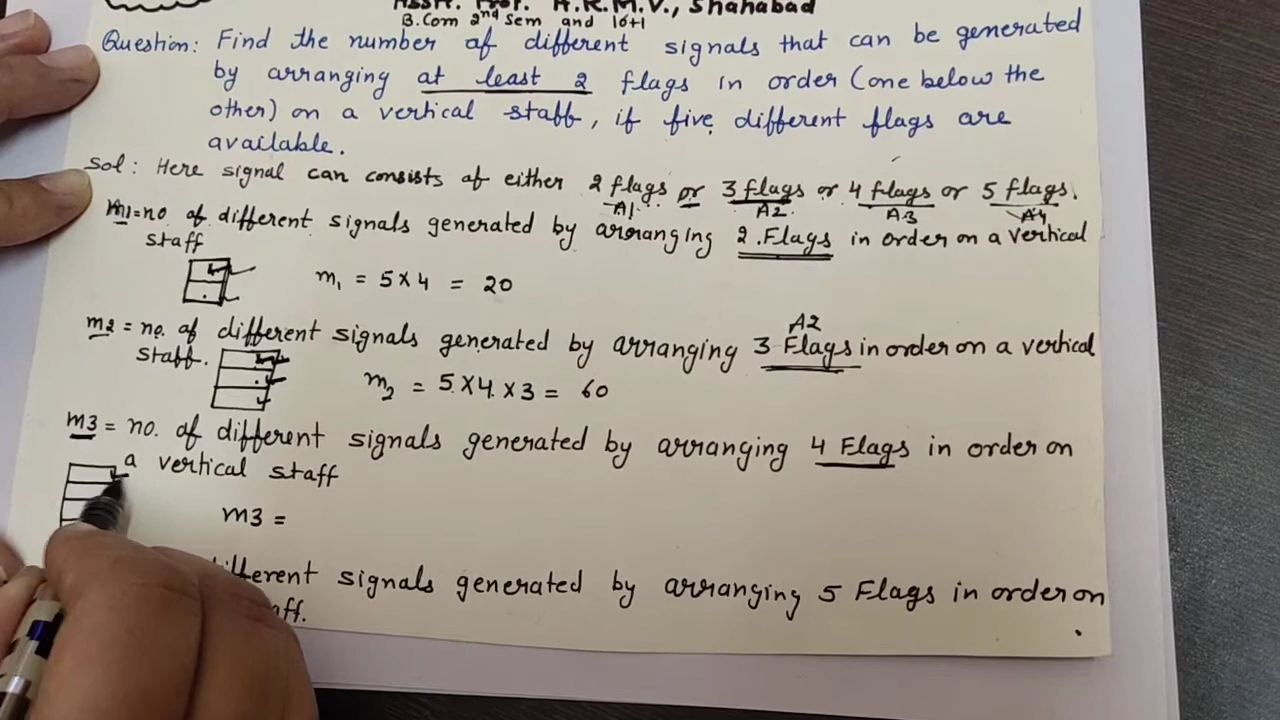 Asstt. Prof. A.R.M.V., Shahabad
B.Com 2nd Sem and 10+1
Question: Find the number of different signals that can be generated
by arranging at least 2 flags in order (one below the
other) on a vertical staff, if five different flags are
available.
Sol: Here signal can consists of either 2 flags or 3 flags or 4 flags or 5 flags.
A1 A2 A3 A4
m1 = no. of different signals generated by arranging 2 Flags in order on a vertical
staff
m1 = 5×4 = 20
A2
m2 = no. of different signals generated by arranging 3 Flags in order on a vertical
staff.
m2 = 5×4×3 = 60
m3 = no. of different signals generated by arranging 4 Flags in order on
a vertical staff
m3 =
different signals generated by arranging 5 Flags in order on